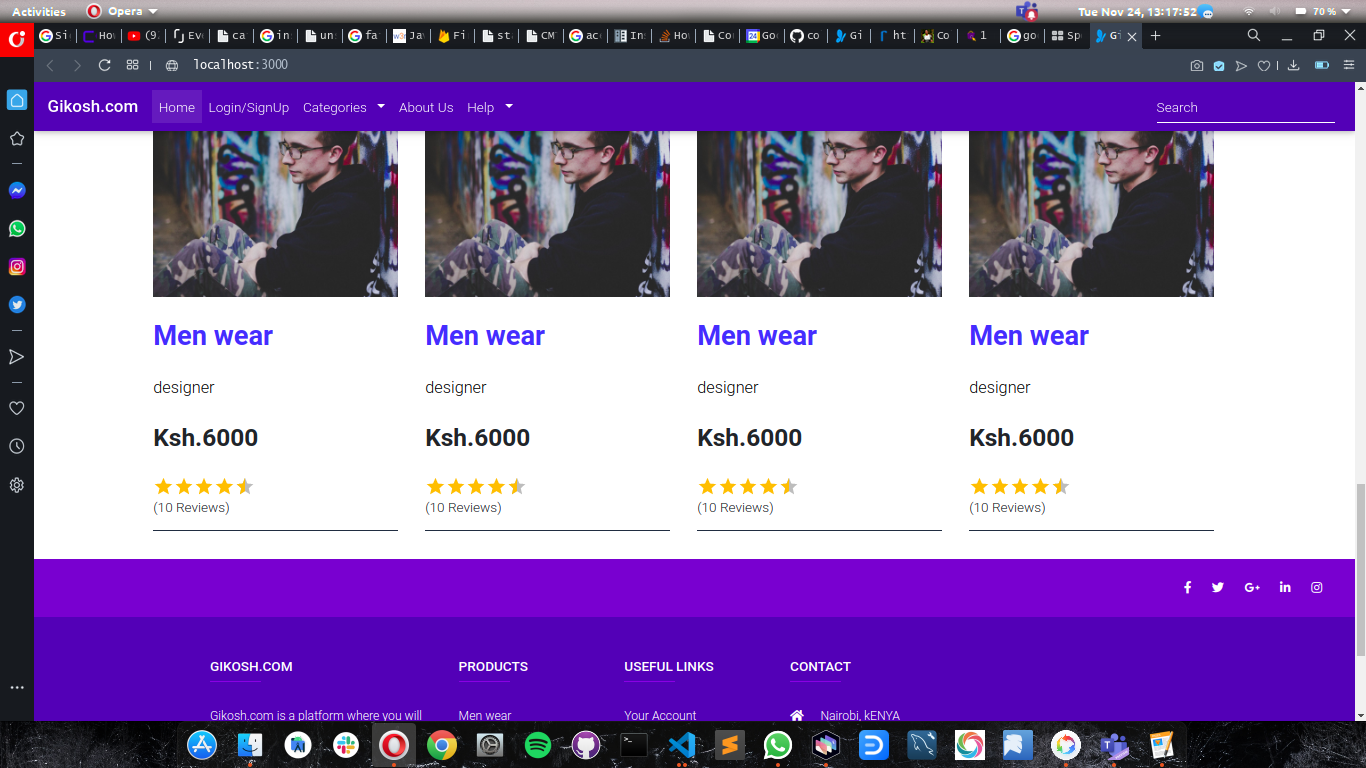 Activities Opera Tue Nov 24, 13:17:52 70 %
Si Ho (9 Eve ca in un fa w3r Ja Fi st CM ac In Ho Co 24 Go co Gi ht Co 1 go Sp Gi
localhost:3000
Gikosh.com Home Login/SignUp Categories About Us Help Search
Men wear Men wear Men wear Men wear
designer designer designer designer
Ksh.6000 Ksh.6000 Ksh.6000 Ksh.6000
(10 Reviews) (10 Reviews) (10 Reviews) (10 Reviews)
GIKOSH.COM PRODUCTS USEFUL LINKS CONTACT
Gikosh.com is a platform where you will Men wear Your Account Nairobi, kENYA